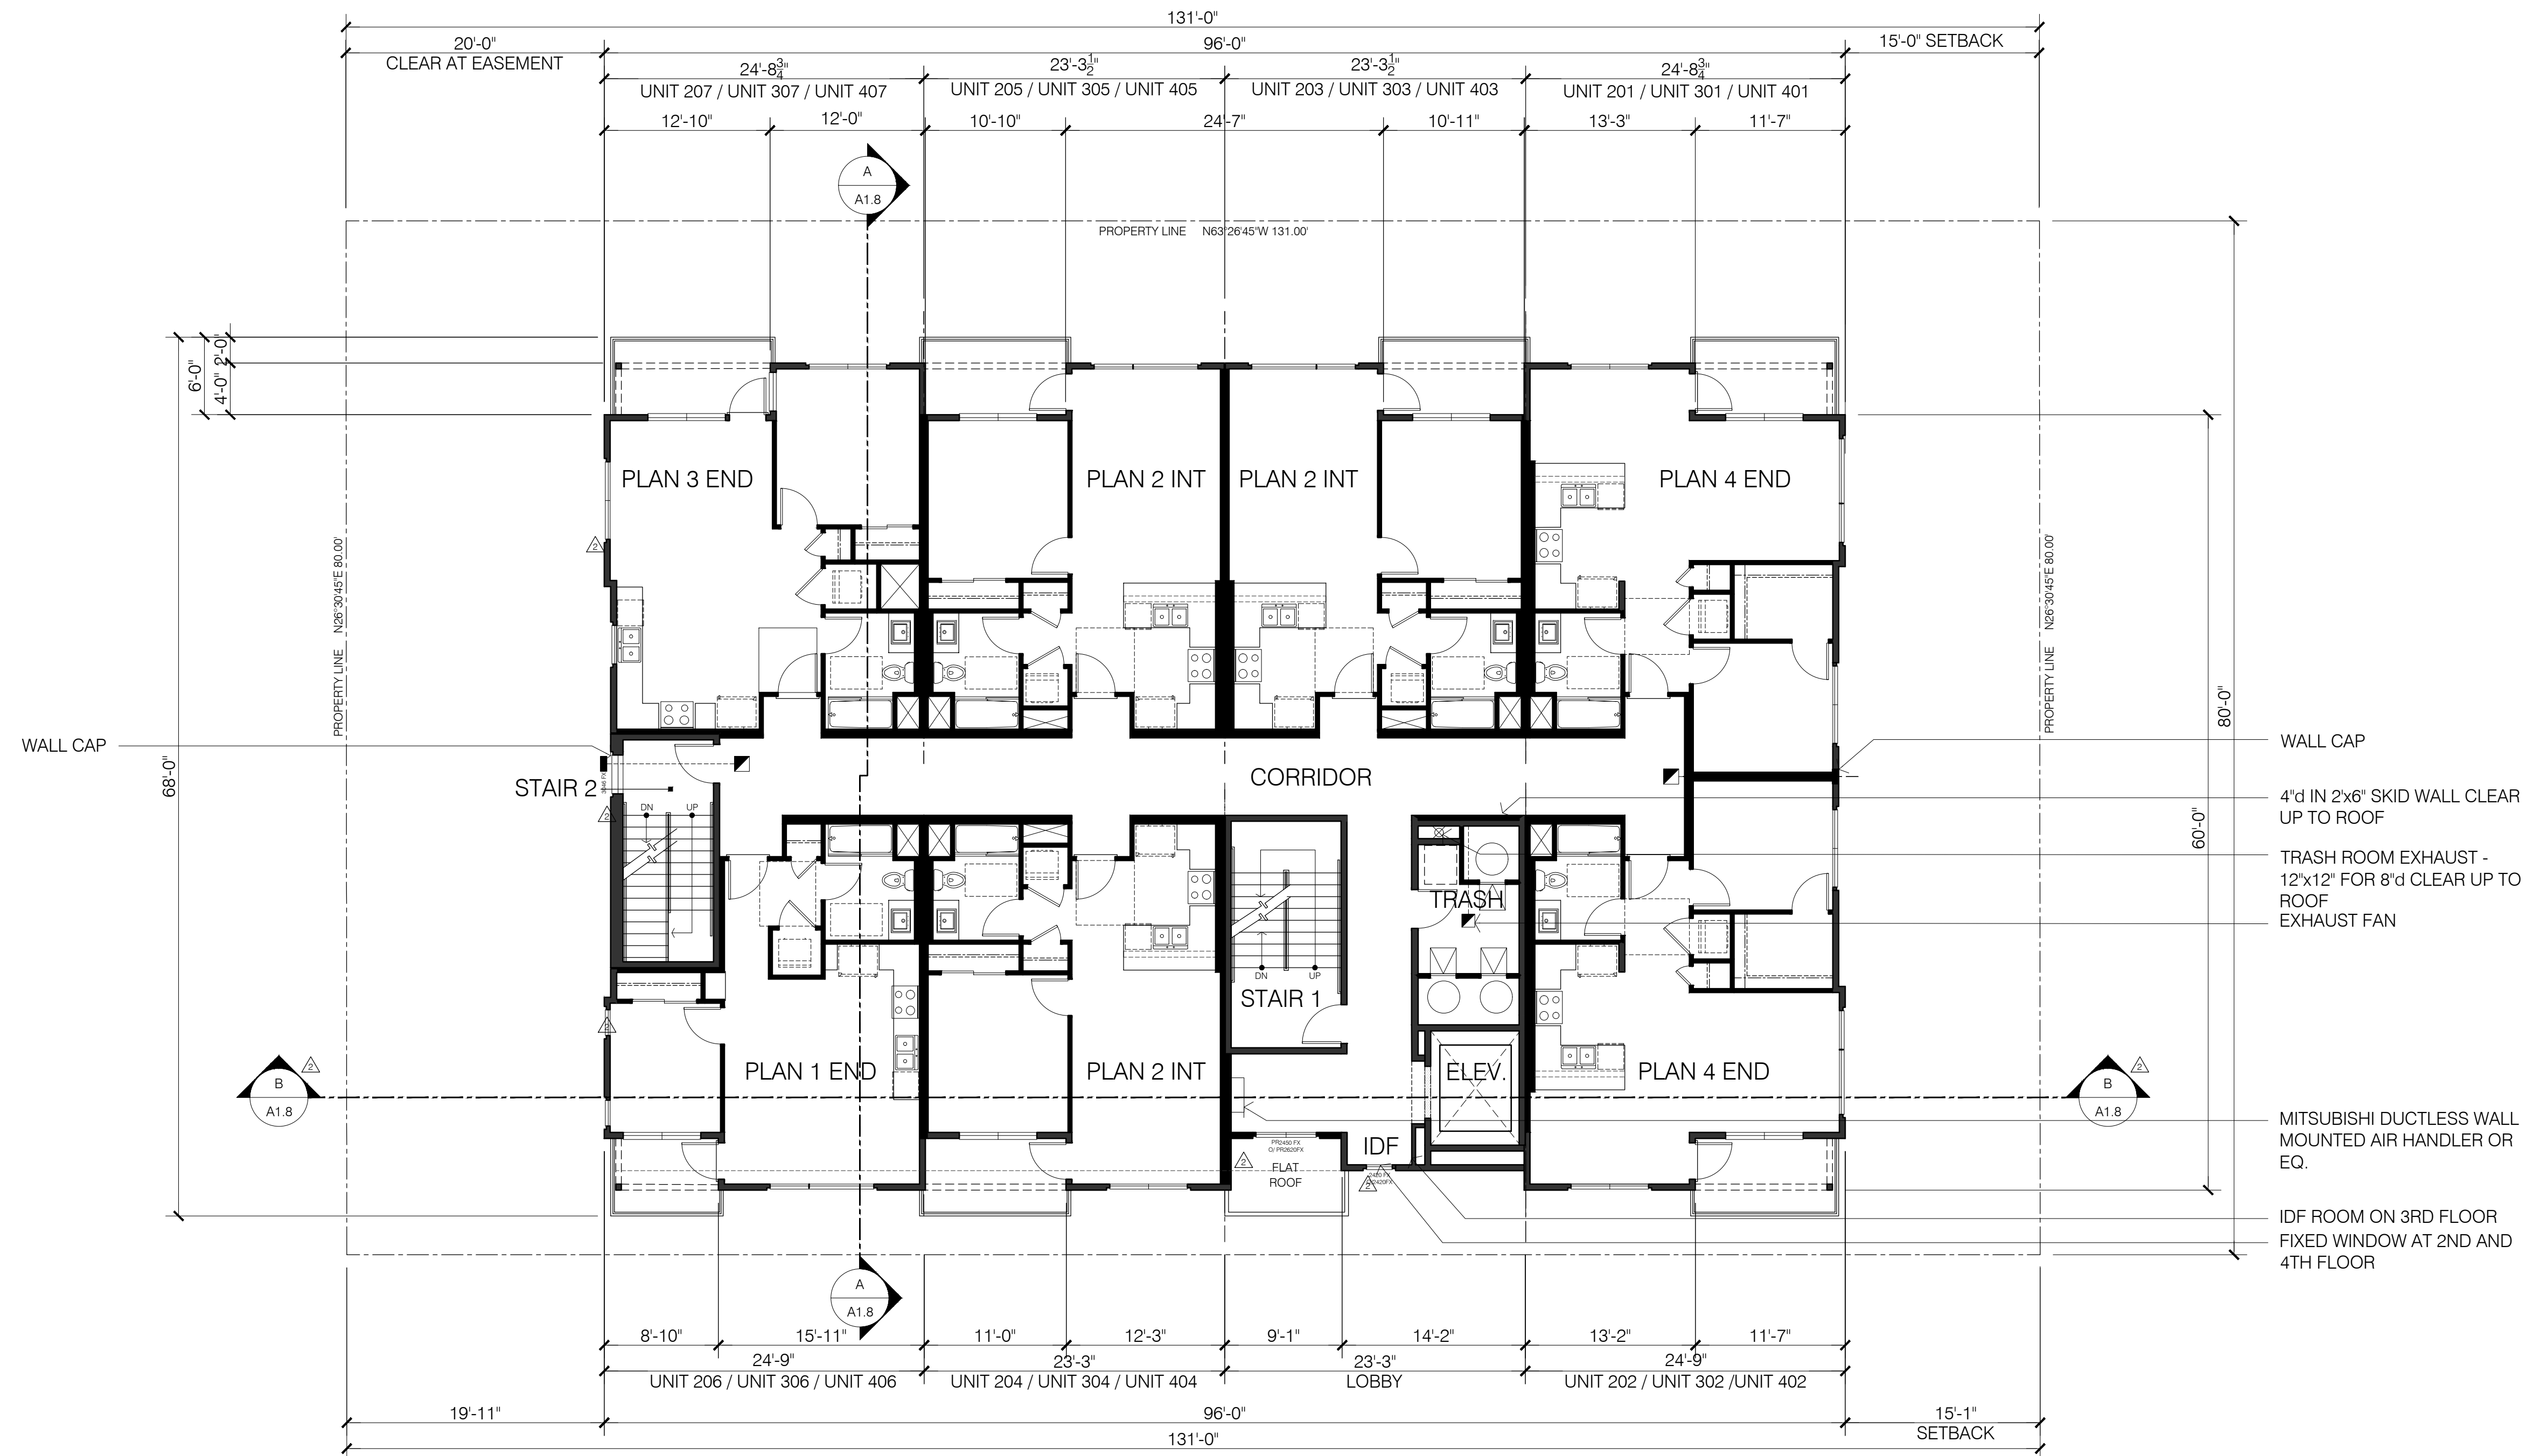 131'-0"
20'-0"
CLEAR AT EASEMENT
96'-0"
15'-0" SETBACK
24'-8 3/4"
UNIT 207 / UNIT 307 / UNIT 407
23'-3 1/2"
UNIT 205 / UNIT 305 / UNIT 405
23'-3 1/2"
UNIT 203 / UNIT 303 / UNIT 403
24'-8 3/4"
UNIT 201 / UNIT 301 / UNIT 401
12'-10"
12'-0"
10'-10"
24'-7"
10'-11"
13'-3"
11'-7"
A
A1.8
PROPERTY LINE N63°26'45"W 131.00'
2'-0"
4'-0"
6'-0"
68'-0"
PLAN 3 END
PLAN 2 INT
PLAN 2 INT
PLAN 4 END
2
PROPERTY LINE N26°30'45"E 80.00'
PROPERTY LINE N26°30'45"E 80.00'
80'-0"
60'-0"
WALL CAP
STAIR 2
2
DN
UP
CORRIDOR
WALL CAP
4"d IN 2'x6" SKID WALL CLEAR
UP TO ROOF
TRASH ROOM EXHAUST -
12"x12" FOR 8"d CLEAR UP TO
ROOF
EXHAUST FAN
TRASH
DN
UP
STAIR 1
2
PLAN 1 END
PLAN 2 INT
ELEV.
PLAN 4 END
B
A1.8
2
B
A1.8
2
MITSUBISHI DUCTLESS WALL
MOUNTED AIR HANDLER OR
EQ.
PR2450 FX
O/ PR2620FX
2
FLAT
ROOF
IDF
2
IDF ROOM ON 3RD FLOOR
FIXED WINDOW AT 2ND AND
4TH FLOOR
A
A1.8
8'-10"
15'-11"
11'-0"
12'-3"
9'-1"
14'-2"
13'-2"
11'-7"
24'-9"
UNIT 206 / UNIT 306 / UNIT 406
23'-3"
UNIT 204 / UNIT 304 / UNIT 404
23'-3"
LOBBY
24'-9"
UNIT 202 / UNIT 302 /UNIT 402
19'-11"
96'-0"
15'-1"
SETBACK
131'-0"